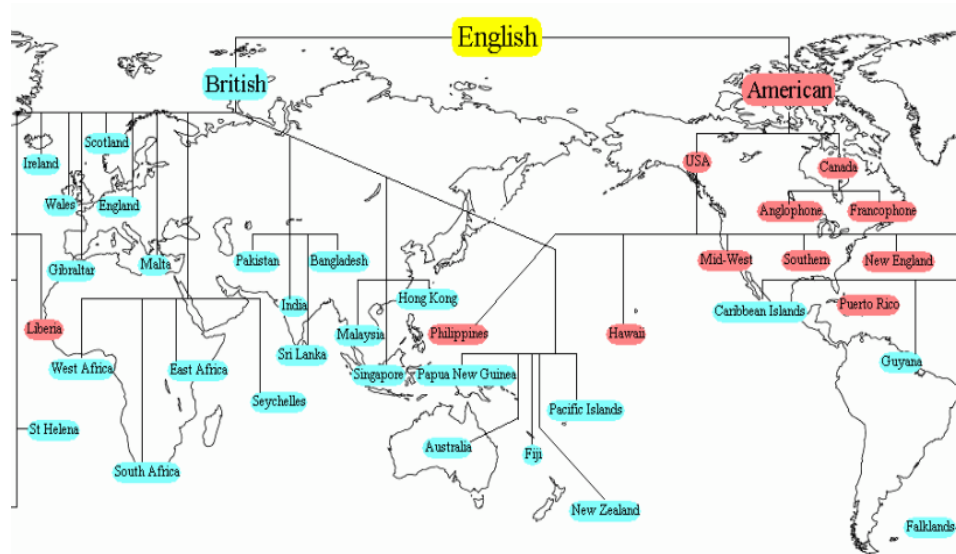 English
British
American
Scotland
Ireland
USA
Canada
Wales
England
Anglophone
Francophone
Gibraltar
Malta
Pakistan
Bangladesh
Mid-West
Southern
New England
India
Hong Kong
Caribbean Islands
Puerto Rico
Liberia
Malaysia
Philippines
Hawaii
Sri Lanka
West Africa
East Africa
Singapore
Papua New Guinea
Guyana
Seychelles
Pacific Islands
St Helena
Australia
Fiji
South Africa
New Zealand
Falklands